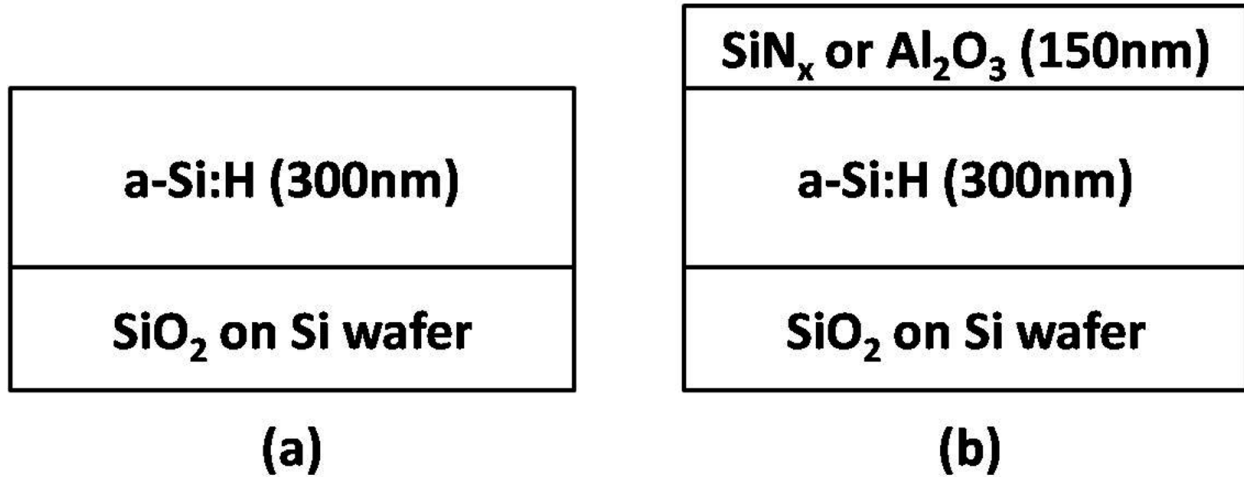 a-Si:H (300nm)
SiO₂ on Si wafer
(a)
SiNₓ or Al₂O₃ (150nm)
a-Si:H (300nm)
SiO₂ on Si wafer
(b)